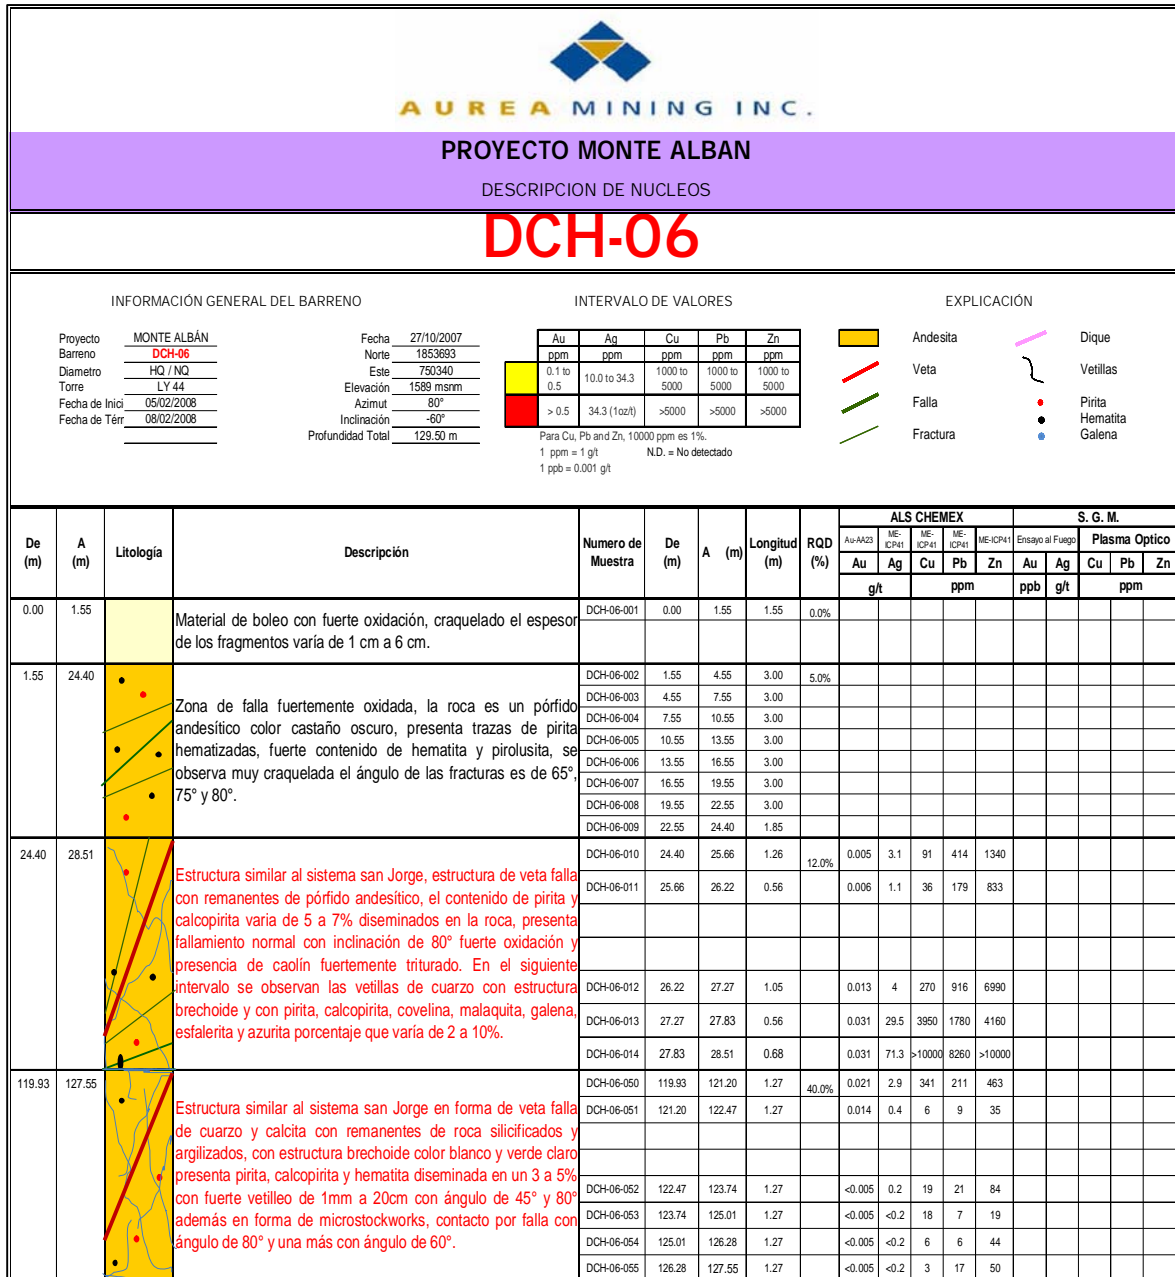 AUREA MINING INC.
PROYECTO MONTE ALBAN
DESCRIPCION DE NUCLEOS
DCH-06
INFORMACIÓN GENERAL DEL BARRENO
Proyecto MONTE ALBÁN
Barreno DCH-06
Diametro HQ / NQ
Torre LY 44
Fecha de Inici 05/02/2008
Fecha de Térr 08/02/2008
Fecha 27/10/2007
Norte 1853693
Este 750340
Elevación 1589 msnm
Azimut 80°
Inclinación -60°
Profundidad Total 129.50 m
INTERVALO DE VALORES
Au Ag Cu Pb Zn
ppm ppm ppm ppm ppm
0.1 to 0.5 10.0 to 34.3 1000 to 5000 1000 to 5000 1000 to 5000
> 0.5 34.3 (1oz/t) >5000 >5000 >5000
Para Cu, Pb and Zn, 10000 ppm es 1%.
1 ppm = 1 g/t N.D. = No detectado
1 ppb = 0.001 g/t
EXPLICACIÓN
Andesita Dique
Veta Vetillas
Falla Pirita
Hematita
Fractura Galena
ALS CHEMEX S. G. M.
De (m) A (m) Litología Descripción Numero de Muestra De (m) A (m) Longitud (m) RQD (%)
Au-AA23 ME-ICP41 ME-ICP41 ME-ICP41 ME-ICP41 Ensayo al Fuego Plasma Optico
Au Ag Cu Pb Zn Au Ag Cu Pb Zn
g/t ppm ppb g/t ppm
0.00 1.55
Material de boleo con fuerte oxidación, craquelado el espesor
de los fragmentos varía de 1 cm a 6 cm.
DCH-06-001 0.00 1.55 1.55 0.0%
1.55 24.40
Zona de falla fuertemente oxidada, la roca es un pórfido
andesítico color castaño oscuro, presenta trazas de pirita
hematizadas, fuerte contenido de hematita y pirolusita, se
observa muy craquelada el ángulo de las fracturas es de 65°,
75° y 80°.
DCH-06-002 1.55 4.55 3.00 5.0%
DCH-06-003 4.55 7.55 3.00
DCH-06-004 7.55 10.55 3.00
DCH-06-005 10.55 13.55 3.00
DCH-06-006 13.55 16.55 3.00
DCH-06-007 16.55 19.55 3.00
DCH-06-008 19.55 22.55 3.00
DCH-06-009 22.55 24.40 1.85
24.40 28.51
Estructura similar al sistema san Jorge, estructura de veta falla
con remanentes de pórfido andesítico, el contenido de pirita y
calcopirita varia de 5 a 7% diseminados en la roca, presenta
fallamiento normal con inclinación de 80° fuerte oxidación y
presencia de caolín fuertemente triturado. En el siguiente
intervalo se observan las vetillas de cuarzo con estructura
brechoide y con pirita, calcopirita, covelina, malaquita, galena,
esfalerita y azurita porcentaje que varía de 2 a 10%.
DCH-06-010 24.40 25.66 1.26 12.0% 0.005 3.1 91 414 1340
DCH-06-011 25.66 26.22 0.56 0.006 1.1 36 179 833
DCH-06-012 26.22 27.27 1.05 0.013 4 270 916 6990
DCH-06-013 27.27 27.83 0.56 0.031 29.5 3950 1780 4160
DCH-06-014 27.83 28.51 0.68 0.031 71.3 >10000 8260 >10000
119.93 127.55
Estructura similar al sistema san Jorge en forma de veta falla
de cuarzo y calcita con remanentes de roca silicificados y
argilizados, con estructura brechoide color blanco y verde claro
presenta pirita, calcopirita y hematita diseminada en un 3 a 5%
con fuerte vetilleo de 1mm a 20cm con ángulo de 45° y 80°
además en forma de microstockworks, contacto por falla con
ángulo de 80° y una más con ángulo de 60°.
DCH-06-050 119.93 121.20 1.27 40.0% 0.021 2.9 341 211 463
DCH-06-051 121.20 122.47 1.27 0.014 0.4 6 9 35
DCH-06-052 122.47 123.74 1.27 <0.005 0.2 19 21 84
DCH-06-053 123.74 125.01 1.27 <0.005 <0.2 18 7 19
DCH-06-054 125.01 126.28 1.27 <0.005 <0.2 6 6 44
DCH-06-055 126.28 127.55 1.27 <0.005 <0.2 3 17 50